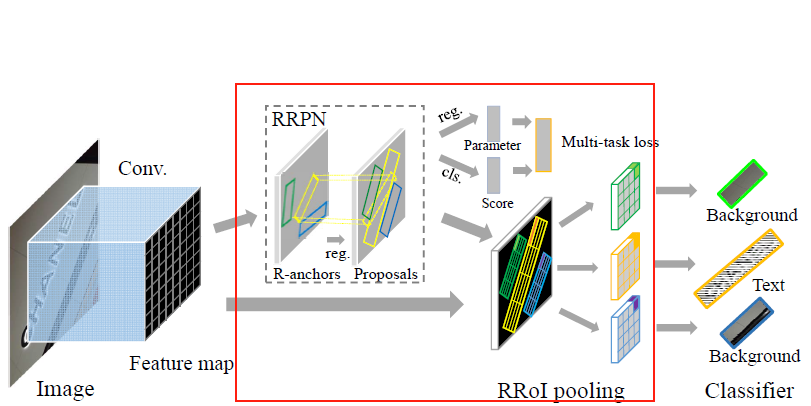 RRPN
reg.
cls.
Parameter
Score
Multi-task loss
Conv.
CHANEL
reg.
R-anchors
Proposals
Background
Text
Background
Feature map
Image
RRoI pooling
Classifier